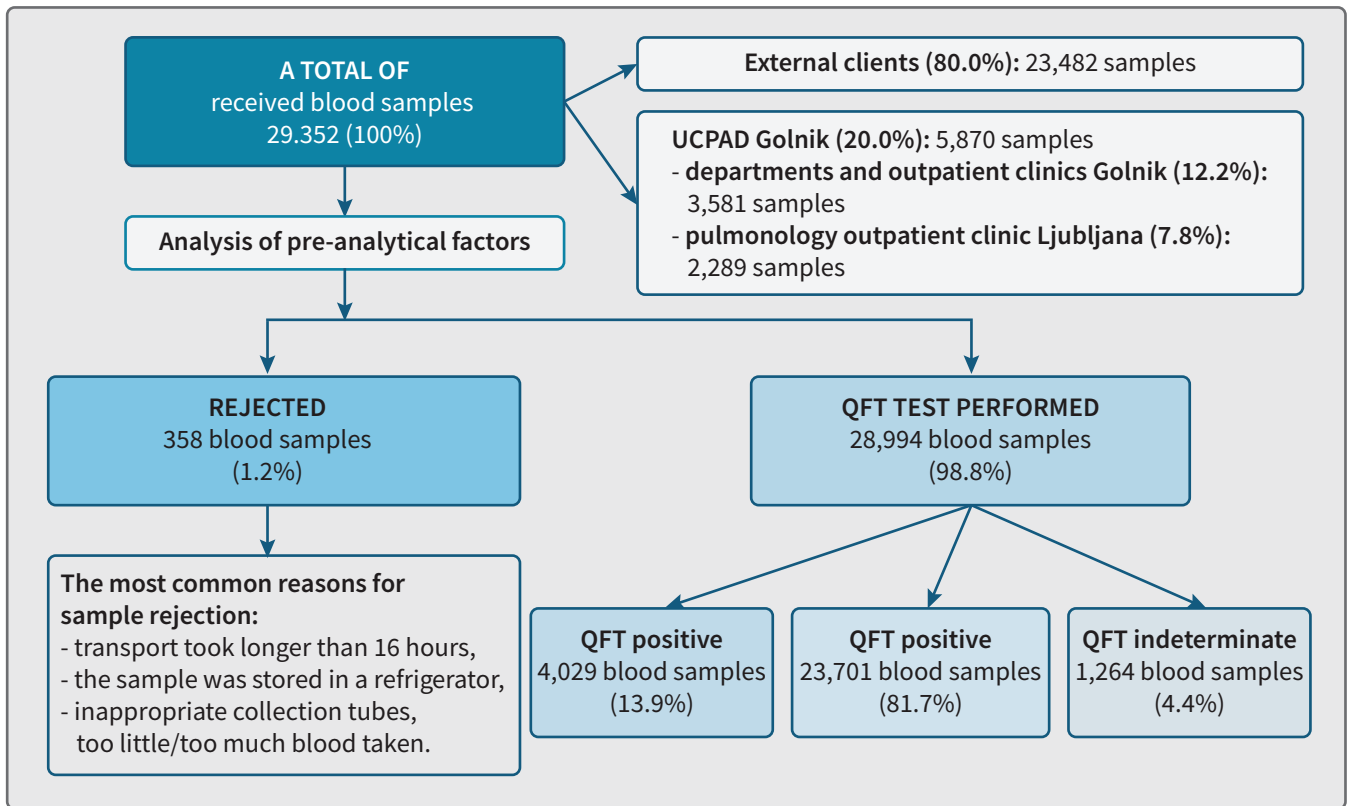 A TOTAL OF
received blood samples
29.352 (100%)
External clients (80.0%): 23,482 samples
UCPAD Golnik (20.0%): 5,870 samples
- departments and outpatient clinics Golnik (12.2%):
3,581 samples
- pulmonology outpatient clinic Ljubljana (7.8%):
2,289 samples
Analysis of pre-analytical factors
REJECTED
358 blood samples
(1.2%)
QFT TEST PERFORMED
28,994 blood samples
(98.8%)
The most common reasons for
sample rejection:
- transport took longer than 16 hours,
- the sample was stored in a refrigerator,
- inappropriate collection tubes,
too little/too much blood taken.
QFT positive
4,029 blood samples
(13.9%)
QFT positive
23,701 blood samples
(81.7%)
QFT indeterminate
1,264 blood samples
(4.4%)